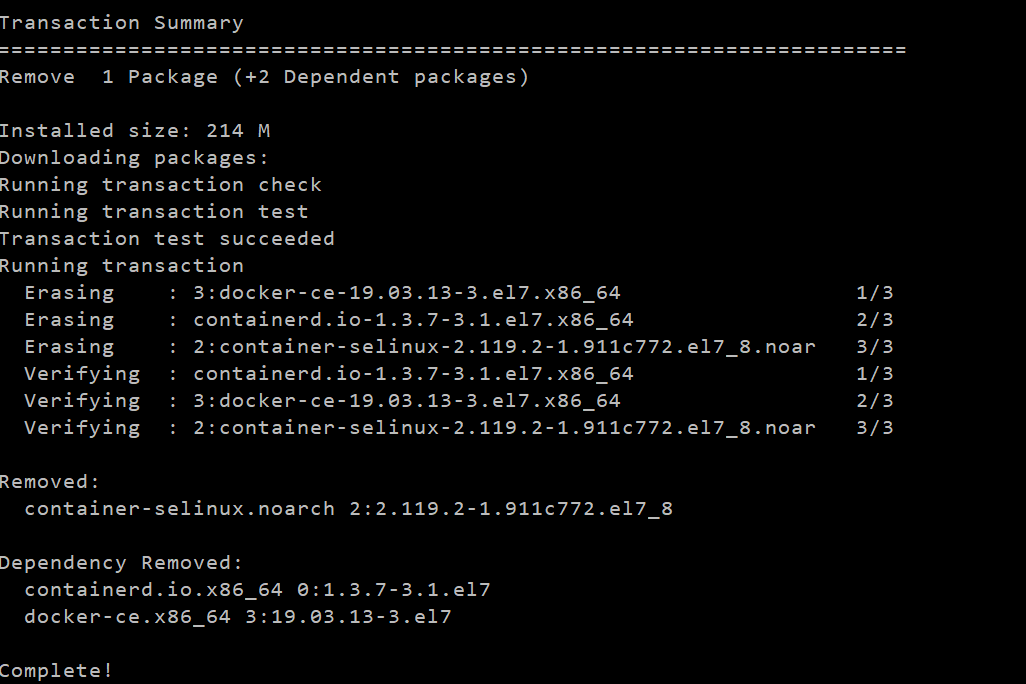 Transaction Summary
======================================================================
Remove  1 Package (+2 Dependent packages)
Installed size: 214 M
Downloading packages:
Running transaction check
Running transaction test
Transaction test succeeded
Running transaction
  Erasing    : 3:docker-ce-19.03.13-3.el7.x86_64                  1/3
  Erasing    : containerd.io-1.3.7-3.1.el7.x86_64                 2/3
  Erasing    : 2:container-selinux-2.119.2-1.911c772.el7_8.noar   3/3
  Verifying  : containerd.io-1.3.7-3.1.el7.x86_64                 1/3
  Verifying  : 3:docker-ce-19.03.13-3.el7.x86_64                  2/3
  Verifying  : 2:container-selinux-2.119.2-1.911c772.el7_8.noar   3/3
Removed:
  container-selinux.noarch 2:2.119.2-1.911c772.el7_8
Dependency Removed:
  containerd.io.x86_64 0:1.3.7-3.1.el7
  docker-ce.x86_64 3:19.03.13-3.el7
Complete!